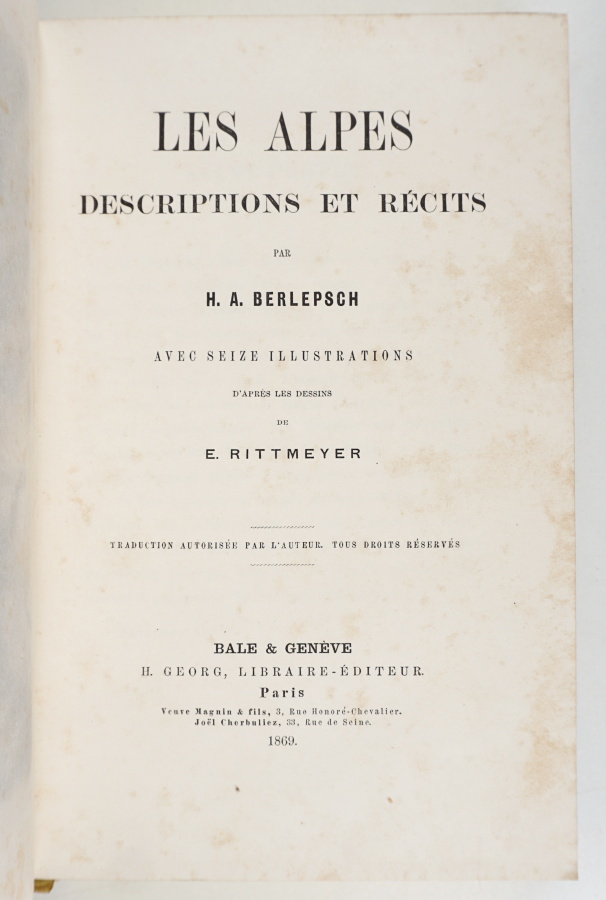 LES ALPES
DESCRIPTIONS ET RÉCITS
PAR
H. A. BERLEPSCH
AVEC SEIZE ILLUSTRATIONS
D'APRÈS LES DESSINS
DE
E. RITTMEYER
TRADUCTION AUTORISÉE PAR L'AUTEUR. TOUS DROITS RÉSERVÉS
BALE & GENÈVE
H. GEORG, LIBRAIRE-ÉDITEUR.
Paris
Veuve Magnin & fils, 3, Rue Honoré-Chevalier.
Joël Cherbuliez, 33, Rue de Seine.
1869.